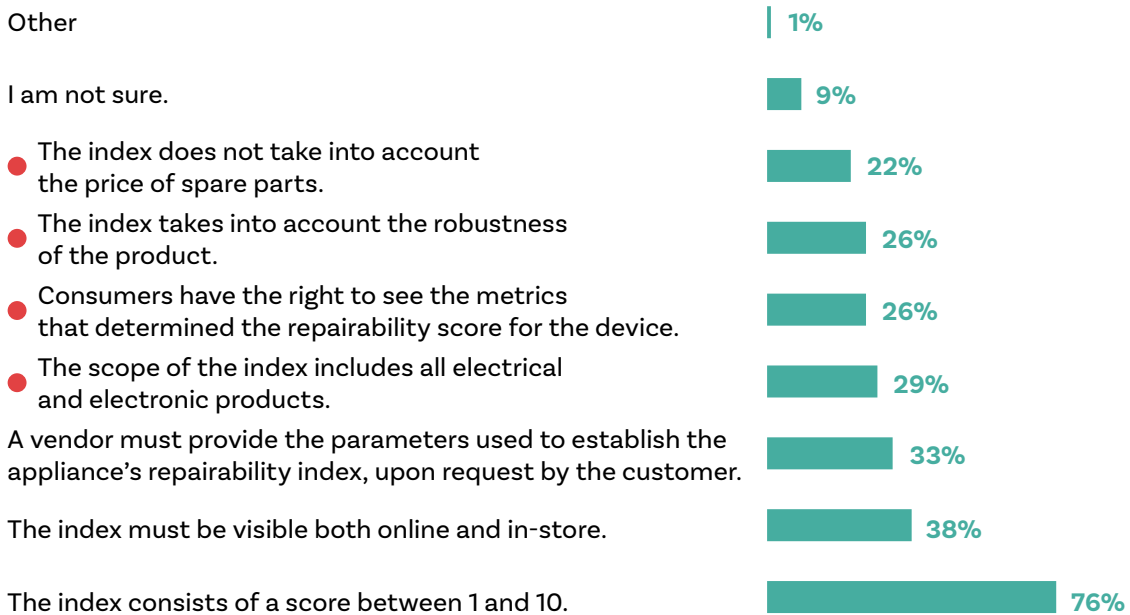 Other
1%
I am not sure.
9%
The index does not take into account
the price of spare parts.
22%
The index takes into account the robustness
of the product.
26%
Consumers have the right to see the metrics
that determined the repairability score for the device.
26%
The scope of the index includes all electrical
and electronic products.
29%
A vendor must provide the parameters used to establish the
appliance’s repairability index, upon request by the customer.
33%
The index must be visible both online and in-store.
38%
The index consists of a score between 1 and 10.
76%